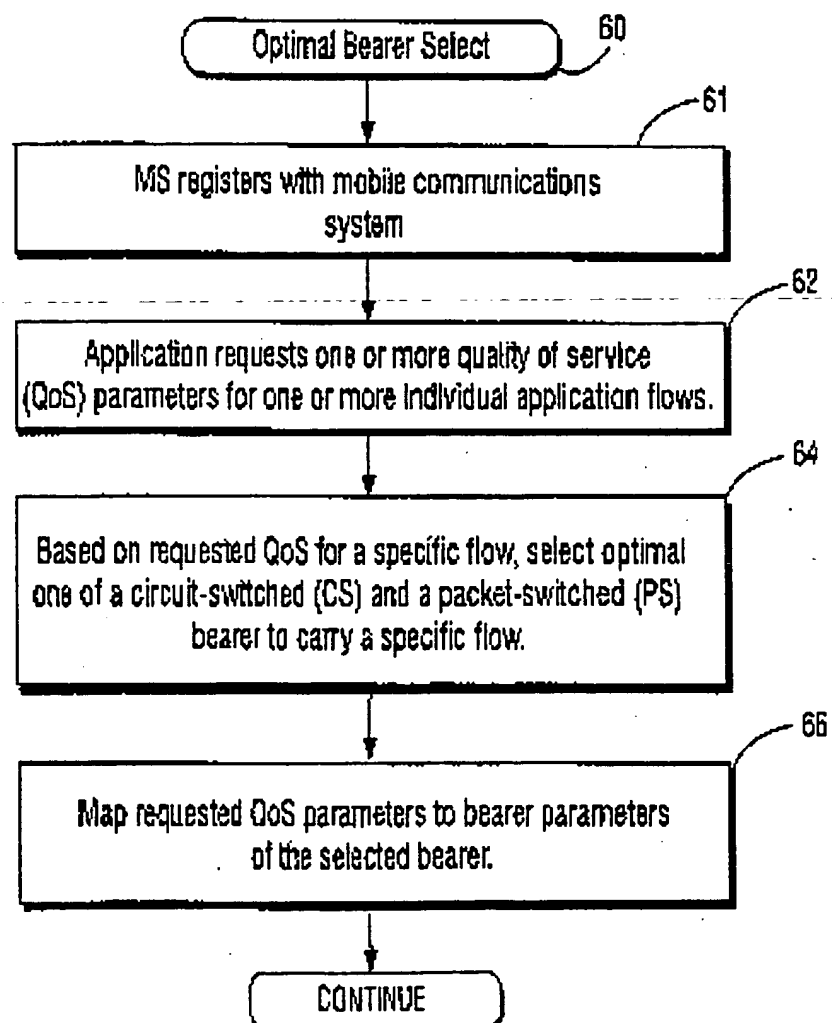 Optimal Bearer Select
60
61
MS registers with mobile communications
system
62
Application requests one or more quality of service
(QoS) parameters for one or more individual application flows.
64
Based on requested QoS for a specific flow, select optimal
one of a circuit-switched (CS) and a packet-switched (PS)
bearer to carry a specific flow.
66
Map requested QoS parameters to bearer parameters
of the selected bearer.
CONTINUE